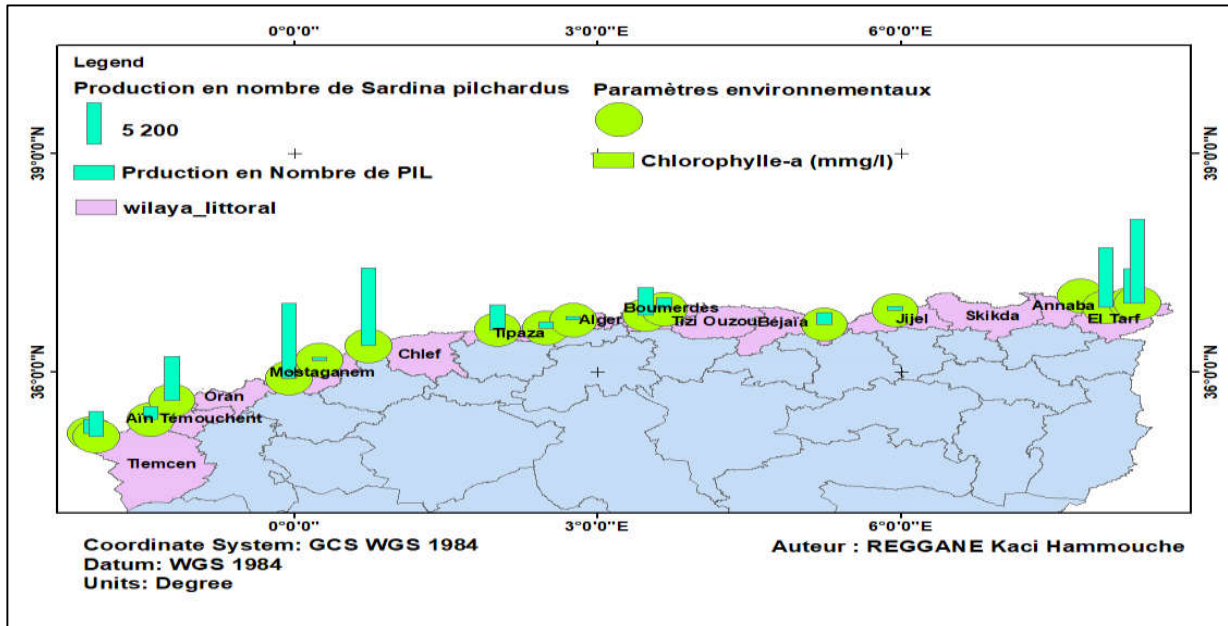 0°0'0" 3°0'0"E 6°0'0"E
Legend
Production en nombre de Sardina pilchardus
5 200
Prduction en Nombre de PIL
wilaya_littoral
Paramètres environnementaux
Chlorophylle-a (mmg/l)
39°0'0"N 39°0'0"N
36°0'0"N 36°0'0"N
Annaba
El Tarf
Skikda
Jijel
Béjaïa
Tizi Ouzou
Boumerdès
Alger
Tipaza
Chlef
Mostaganem
Oran
Aïn Témouchent
Tlemcen
0°0'0" 3°0'0"E 6°0'0"E
Coordinate System: GCS WGS 1984
Datum: WGS 1984
Units: Degree
Auteur : REGGANE Kaci Hammouche